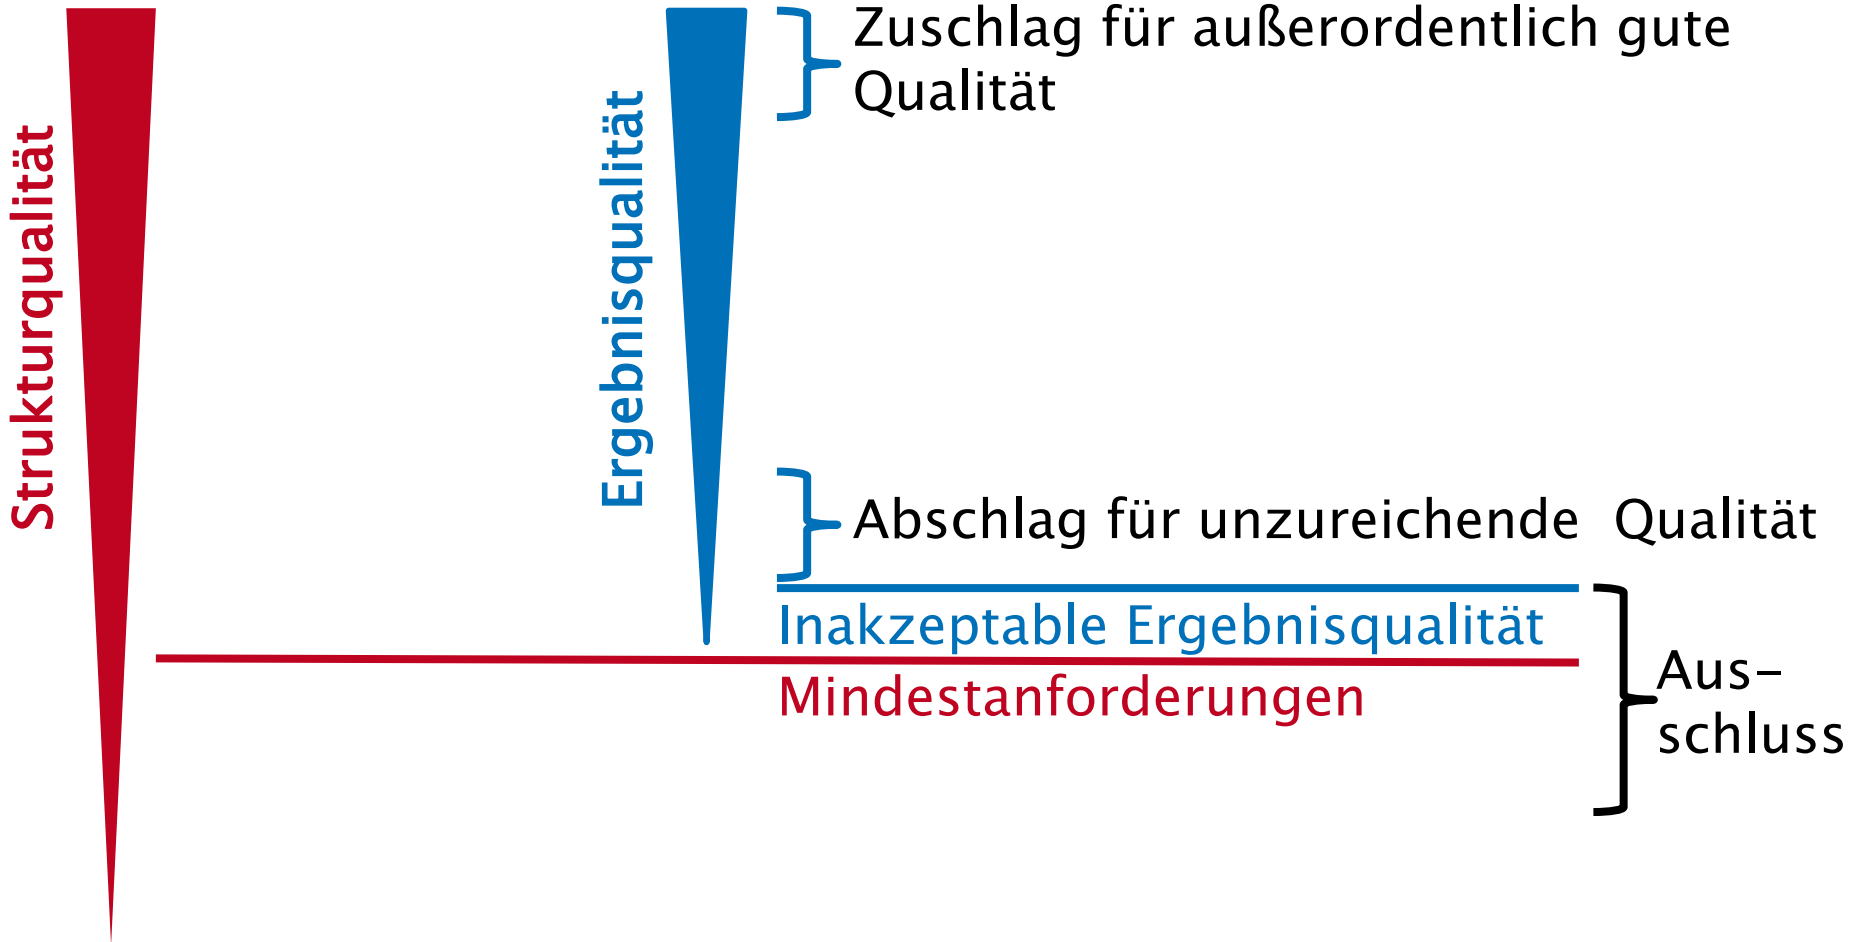 Strukturqualität
Ergebnisqualität
Zuschlag für außerordentlich gute
Qualität
Abschlag für unzureichende Qualität
Inakzeptable Ergebnisqualität
Mindestanforderungen
Aus-
schluss